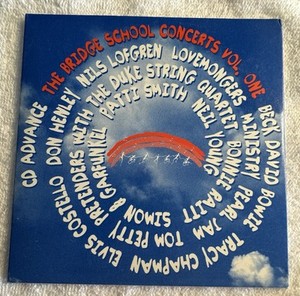 CD ADVANCE
THE BRIDGE SCHOOL CONCERTS VOL. ONE
BECK DAVID BOWIE TRACY CHAPMAN ELVIS COSTELLO DON HENLEY NILS LOFGREN LOVEMONGERS
MINISTRY PEARL JAM TOM PETTY PRETENDERS WITH THE DUKE STRING QUARTET
BONNIE RAITT SIMON & GARFUNKEL PATTI SMITH NEIL YOUNG